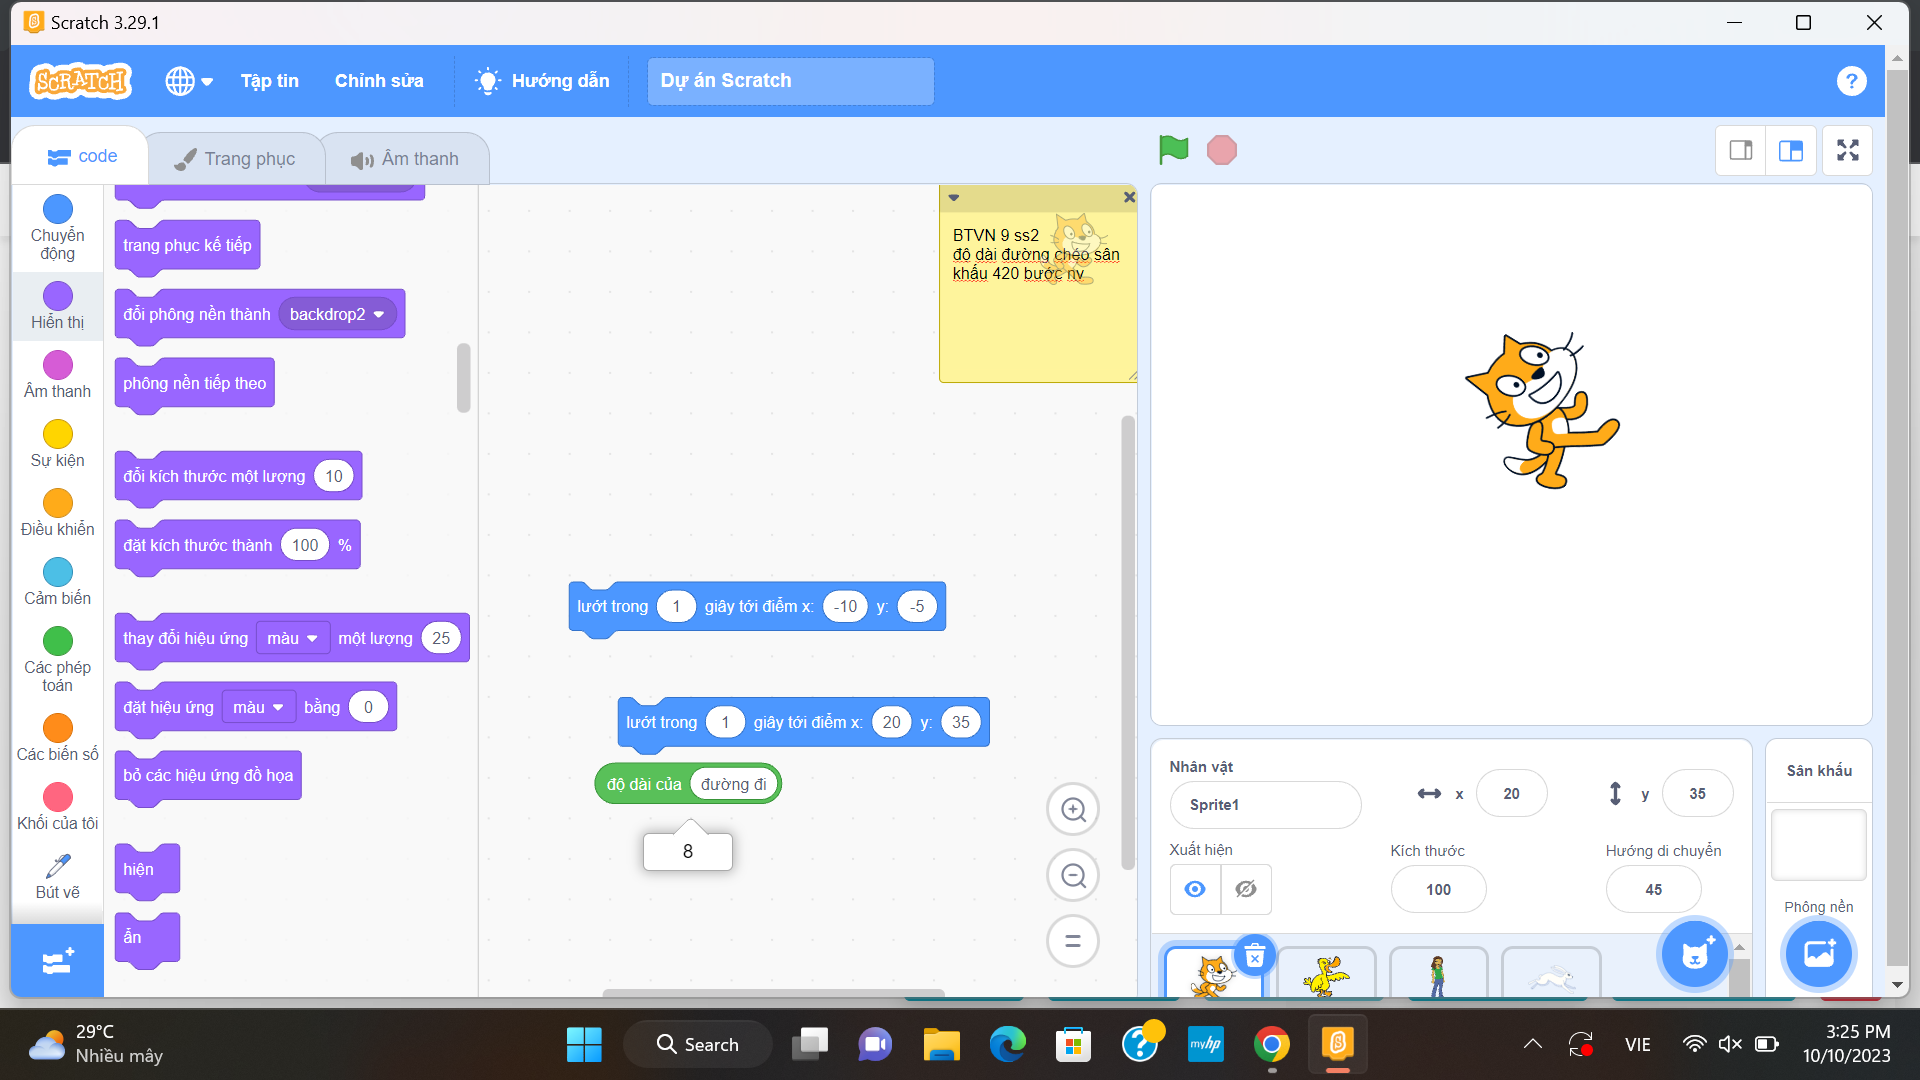 Scratch 3.29.1
SCRATCH
Tập tin
Chỉnh sửa
Hướng dẫn
Dự án Scratch
?
code
Trang phục
Âm thanh
Chuyển động
Hiển thị
Âm thanh
Sự kiện
Điều khiển
Cảm biến
Các phép toán
Các biến số
Khối của tôi
Bút vẽ
trang phục kế tiếp
đổi phông nền thành backdrop2
phông nền tiếp theo
đổi kích thước một lượng 10
đặt kích thước thành 100 %
thay đổi hiệu ứng màu một lượng 25
đặt hiệu ứng màu bằng 0
bỏ các hiệu ứng đồ họa
hiện
ẩn
BTVN 9 ss2
độ dài đường chéo sân
khấu 420 bước nv
lướt trong 1 giây tới điểm x: -10 y: -5
lướt trong 1 giây tới điểm x: 20 y: 35
độ dài của đường đi
8
Nhân vật
Sprite1
x 20
y 35
Xuất hiện
Kích thước
100
Hướng di chuyển
45
Sân khấu
Phông nền
29°C
Nhiều mây
Search
myhp
VIE
3:25 PM
10/10/2023